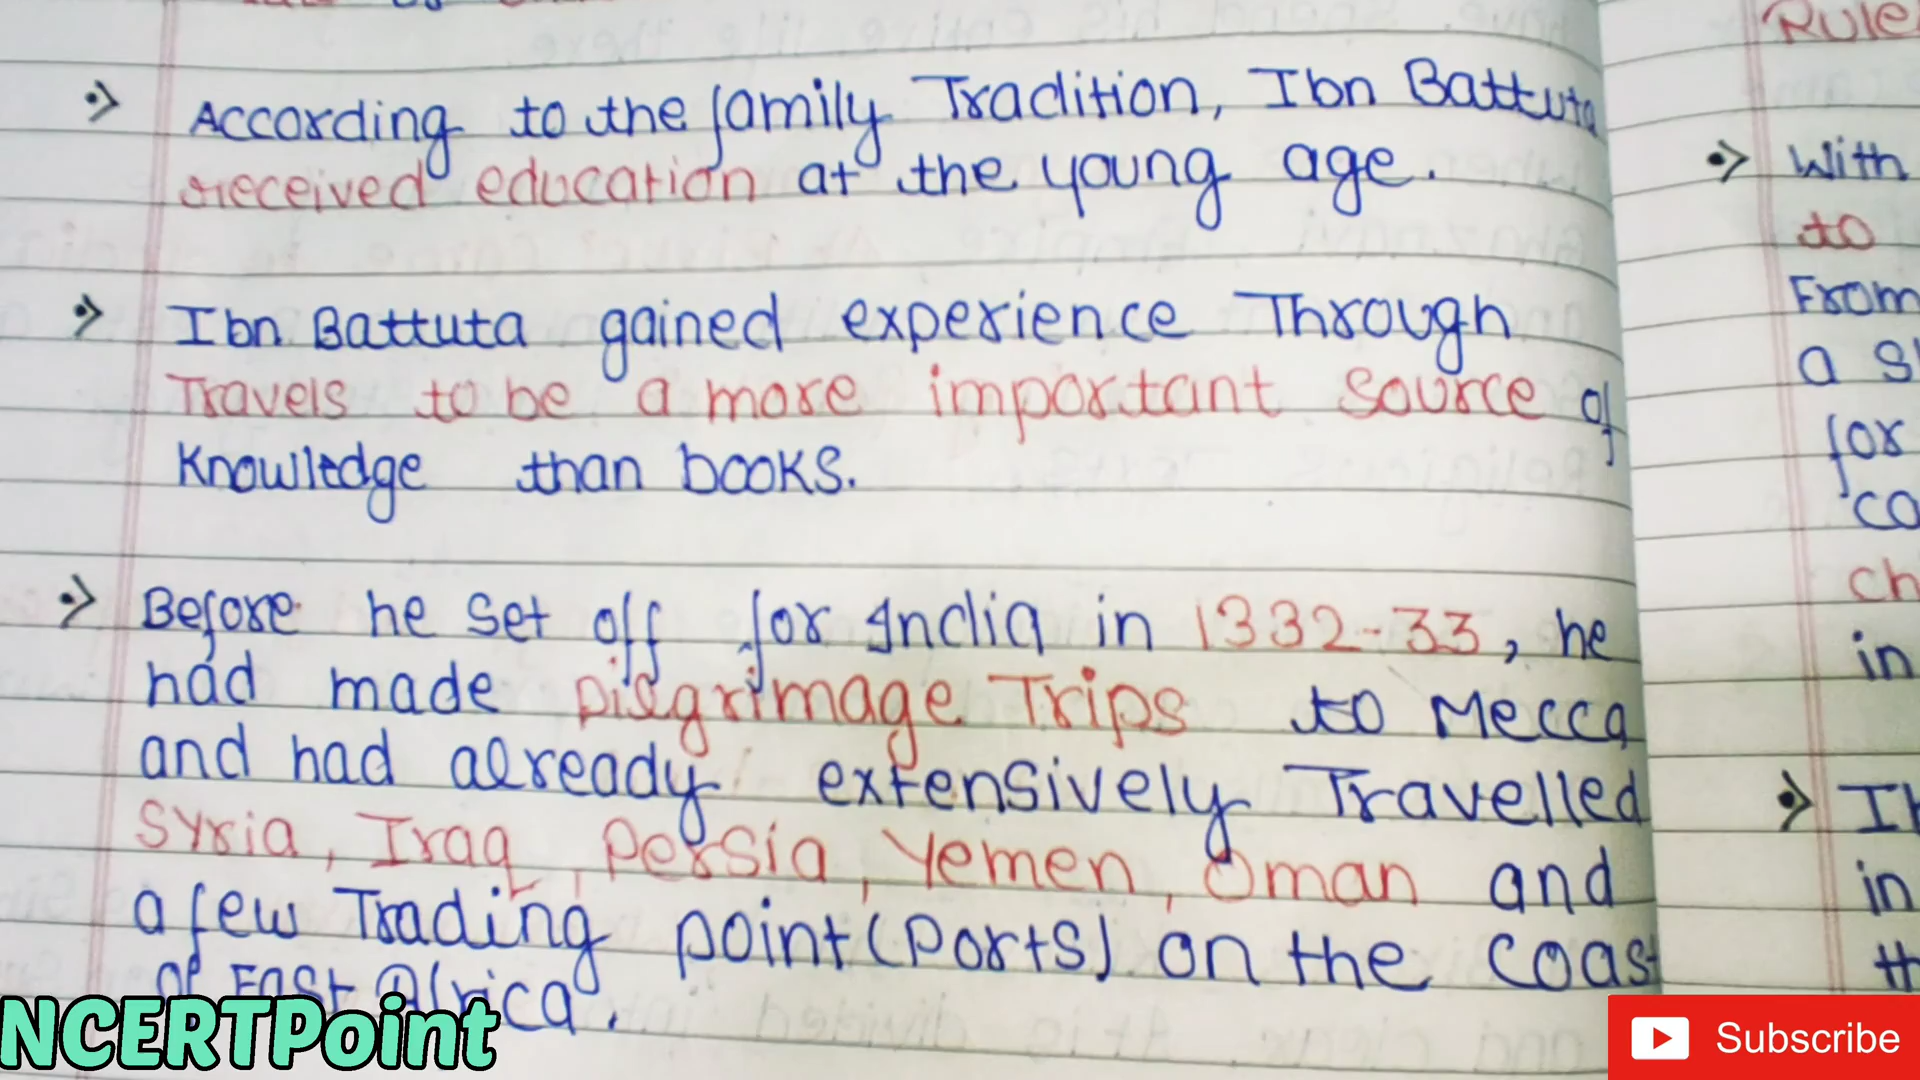 → According to the family Tradition, Ibn Battuta
received education at the young age.
→ Ibn Battuta gained experience Through
Travels to be a more important source of
Knowledge than books.
→ Before he set off for India in 1332-33, he
had made pilgrimage Trips to Mecca
and had already extensively Travelled
Syria, Iraq, Persia, Yemen, Oman and
a few Trading point (Ports) on the coast
of East Africa.
Rule
→ With
to
From
a
for
co
ch
in
→
in
th
NCERTPoint
Subscribe